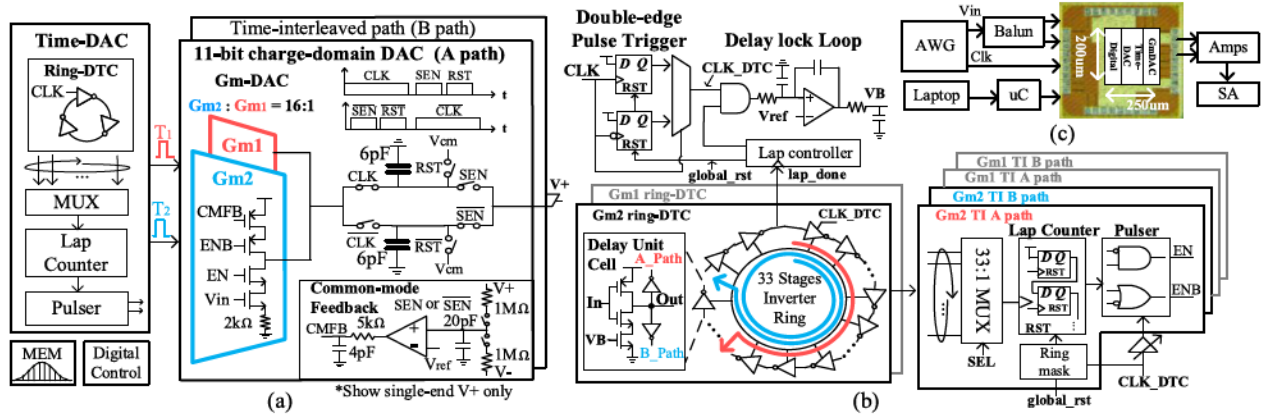 Time-DAC
Ring-DTC
CLK
...
MUX
Lap
Counter
Pulser
MEM
Digital
Control
T1
T2
Time-interleaved path (B path)
11-bit charge-domain DAC (A path)
Gm-DAC
Gm2 : Gm1 = 16:1
Gm1
Gm2
CMFB
ENB
EN
Vin
2kΩ
CLK SEN RST
t
SEN RST CLK
t
6pF
Vcm
RST
CLK
SEN
V+
CLK
SEN
RST
6pF
Vcm
Common-mode
Feedback
SEN or SEN
V+
1MΩ
CMFB
5kΩ
20pF
4pF
Vref
1MΩ
V-
*Show single-end V+ only
(a)
Double-edge
Pulse Trigger
Delay lock Loop
CLK
D Q
RST
D Q
RST
CLK_DTC
Vref
VB
Lap controller
global_rst
lap_done
Gm1 ring-DTC
Gm2 ring-DTC
CLK_DTC
Delay Unit
Cell
A_Path
In
Out
VB
B_Path
33 Stages
Inverter
Ring
(b)
Vin
AWG
Balun
Clk
Laptop
uC
200um
250um
Digital
Time-
DAC
GmDAC
Amps
SA
(c)
Gm1 TI B path
Gm1 TI A path
Gm2 TI B path
Gm2 TI A path
33:1 MUX
SEL
Lap Counter
D Q
RST
D Q
RST
...
RST
Pulser
EN
ENB
Ring
mask
CLK_DTC
global_rst